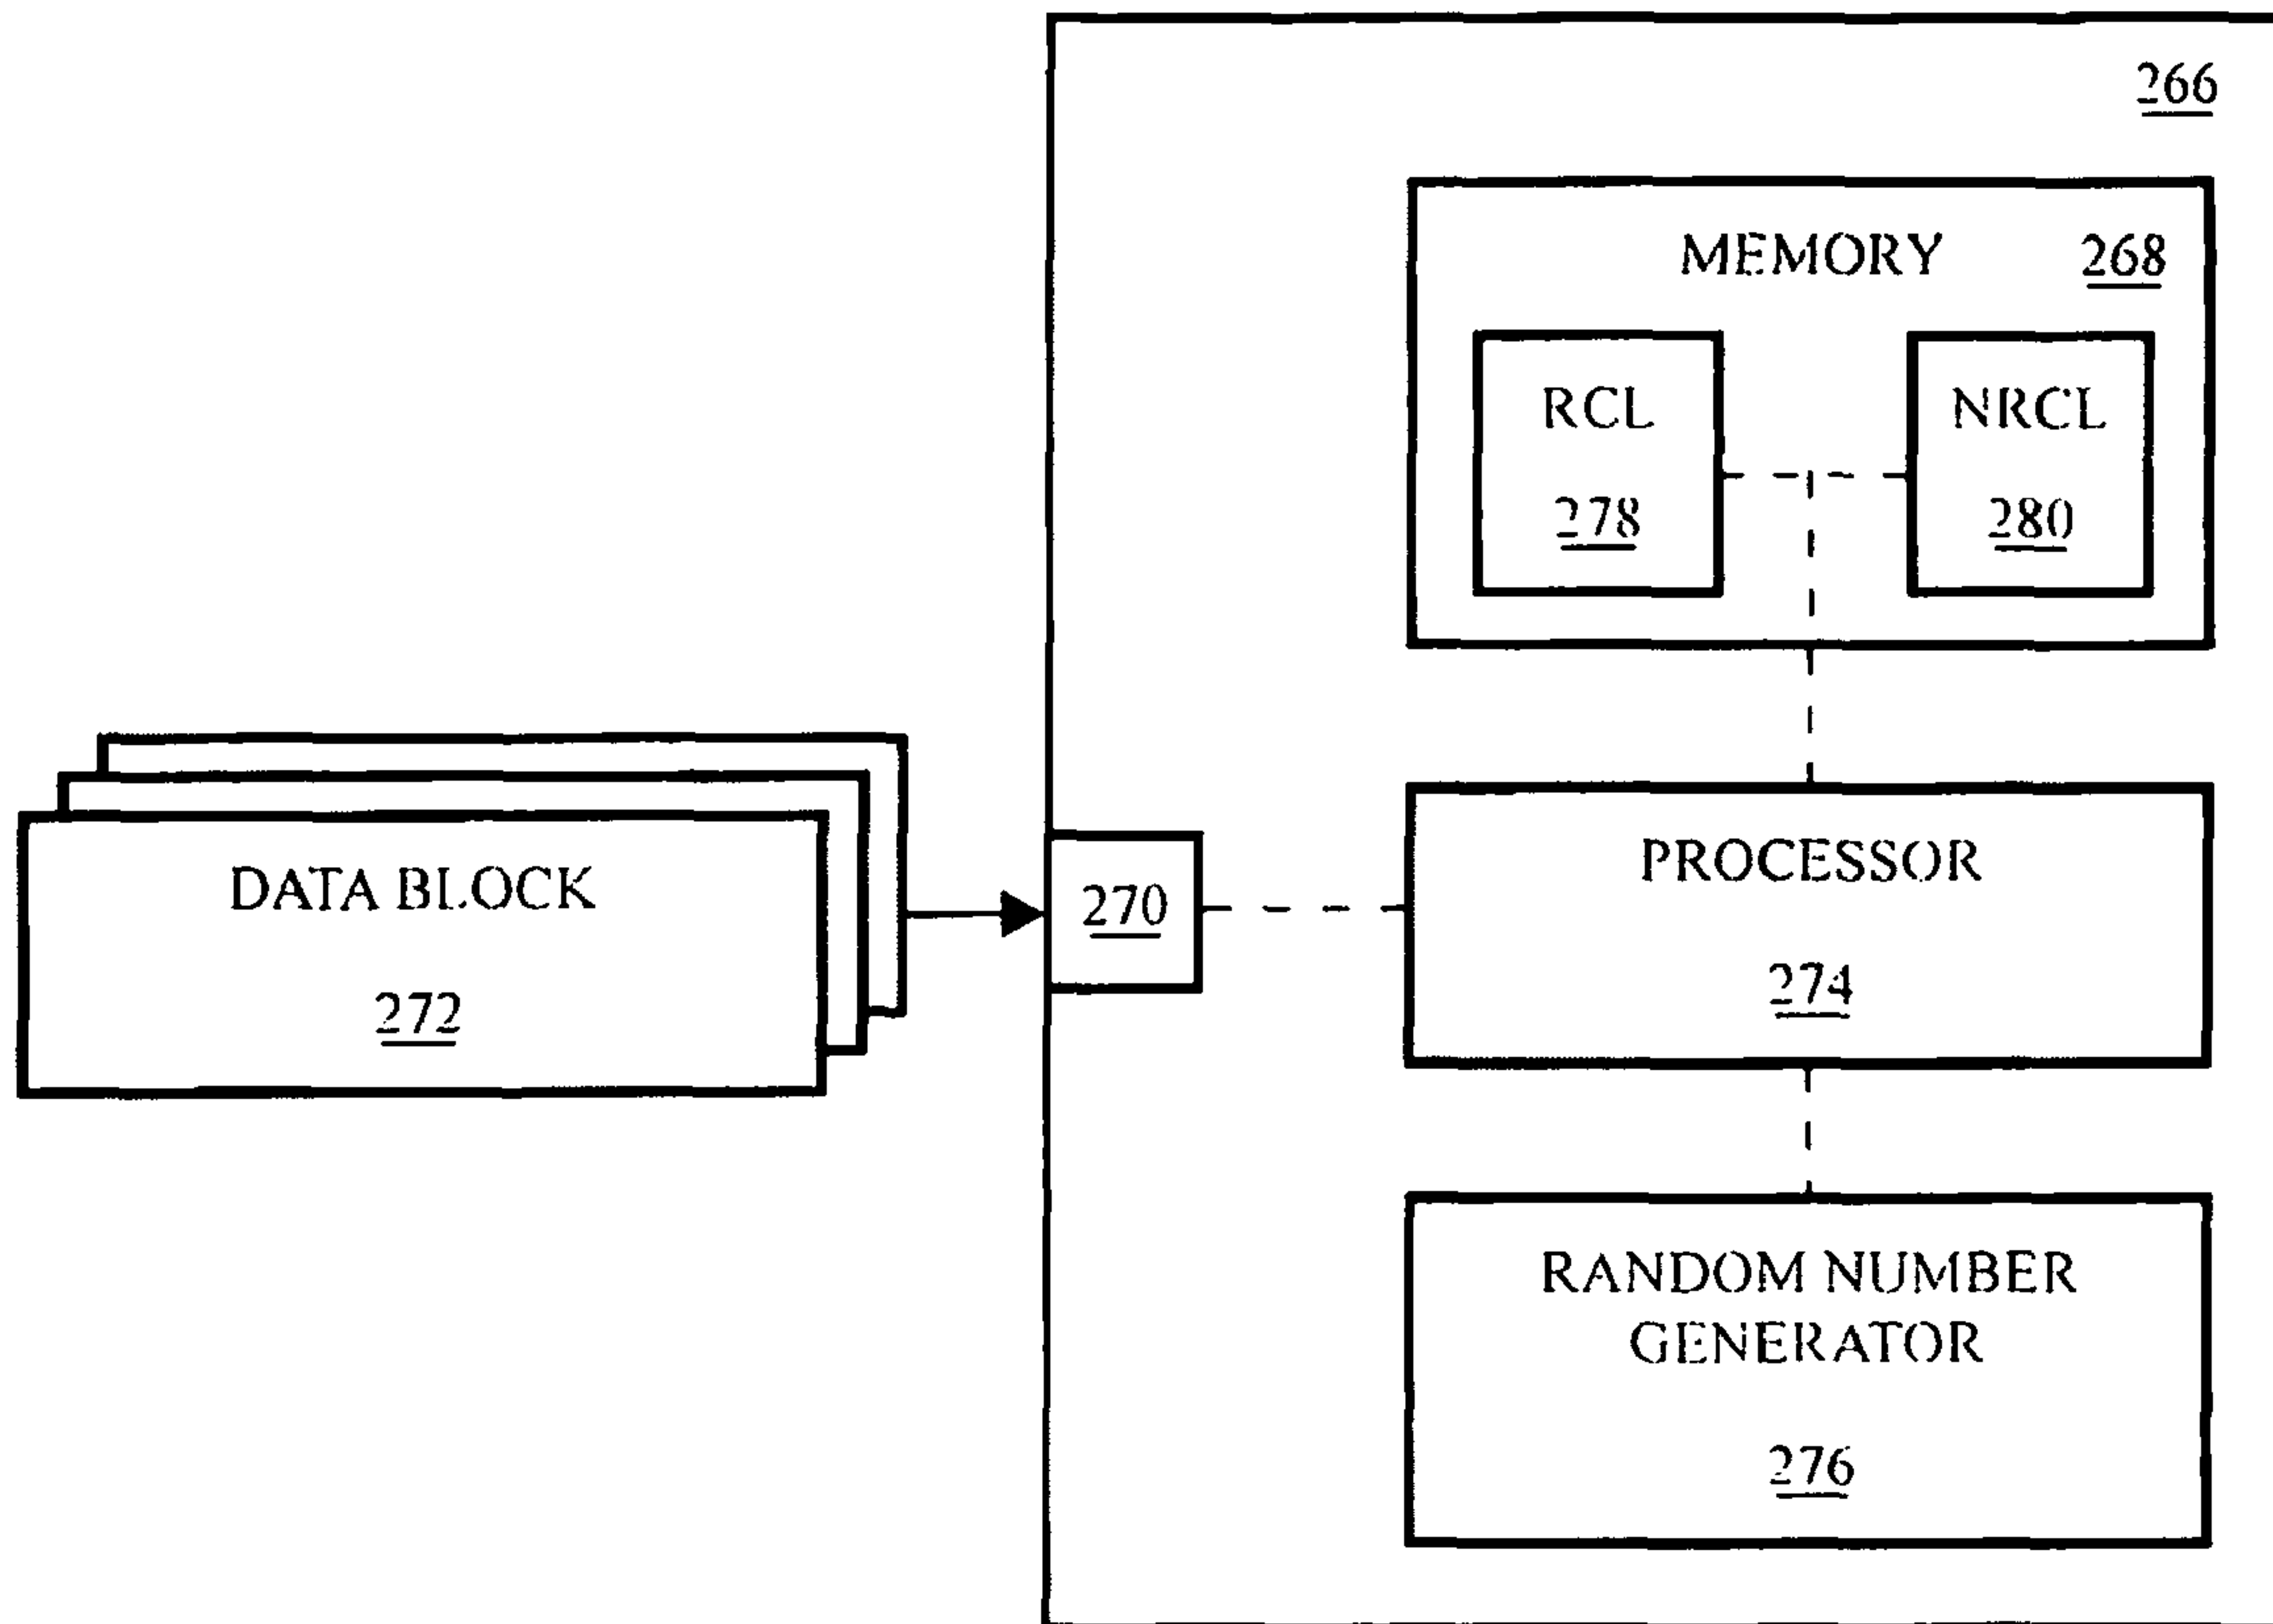 266
MEMORY 268
RCL NRCL
278 280
DATA BLOCK
272
270
PROCESSOR
274
RANDOM NUMBER
GENERATOR
276